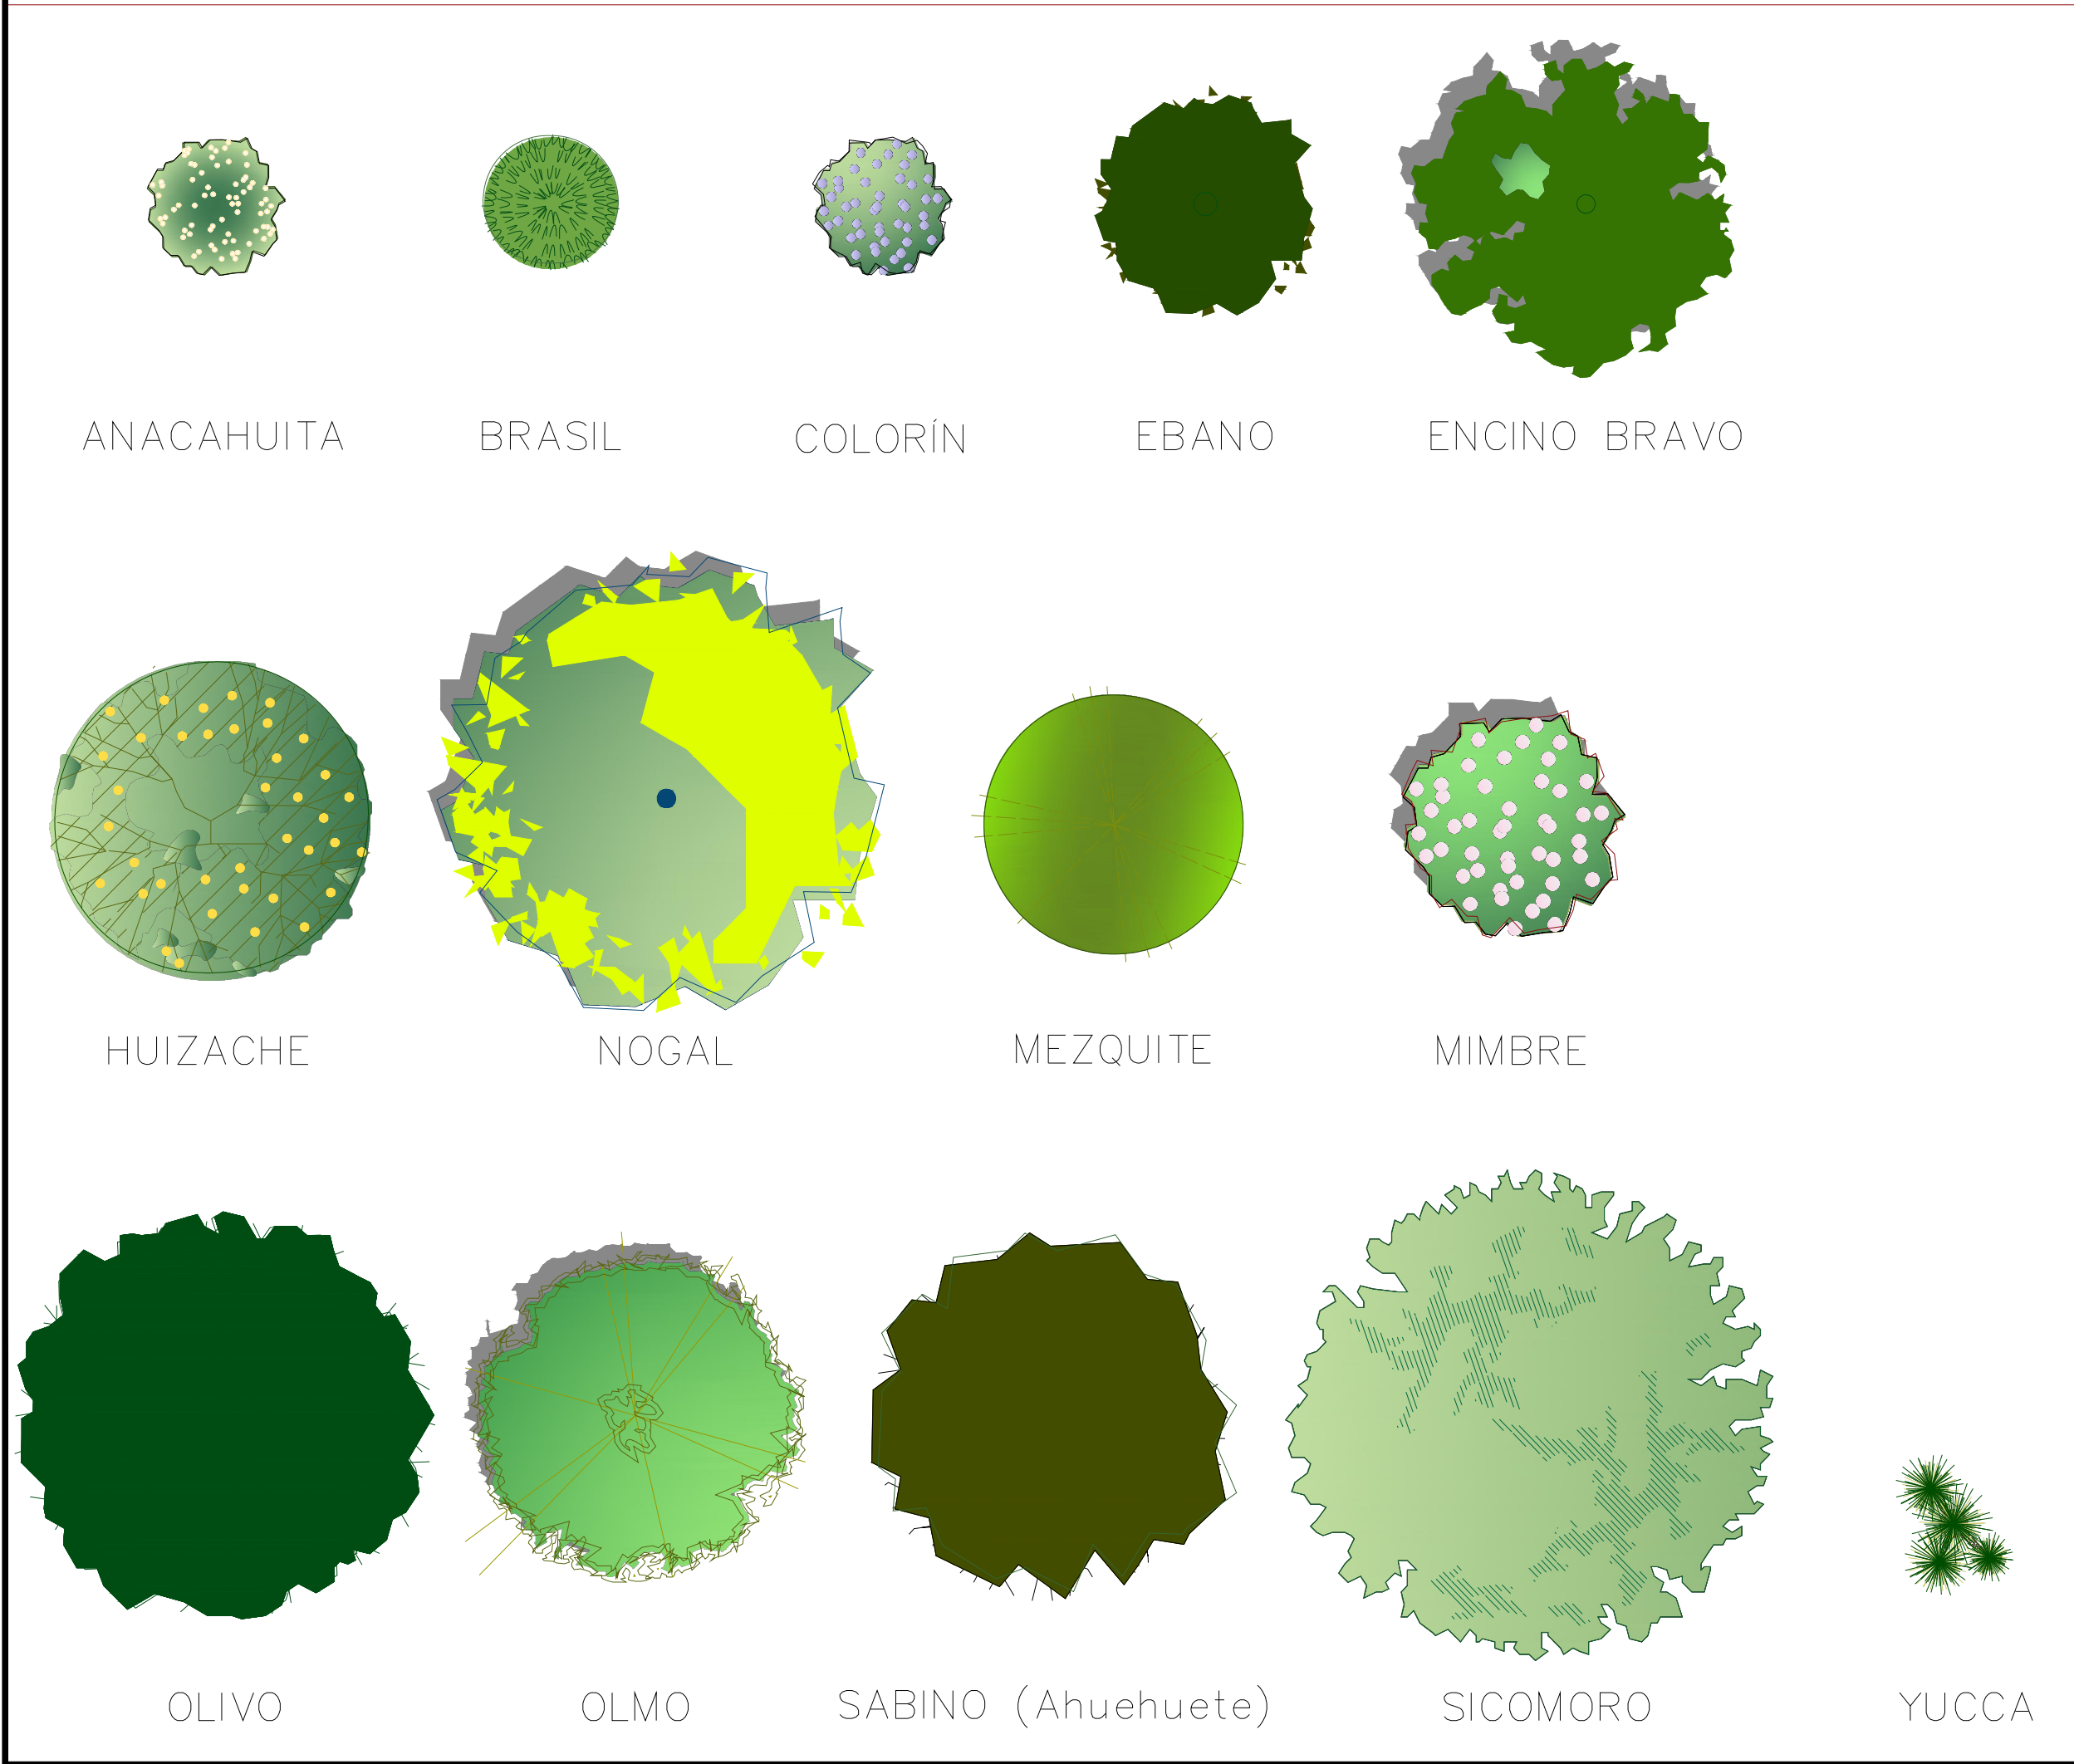 ANACAHUITA BRASIL COLORÍN EBANO ENCINO BRAVO
HUIZACHE NOGAL MEZQUITE MIMBRE
OLIVO OLMO SABINO (Ahuehuete) SICOMORO YUCCA